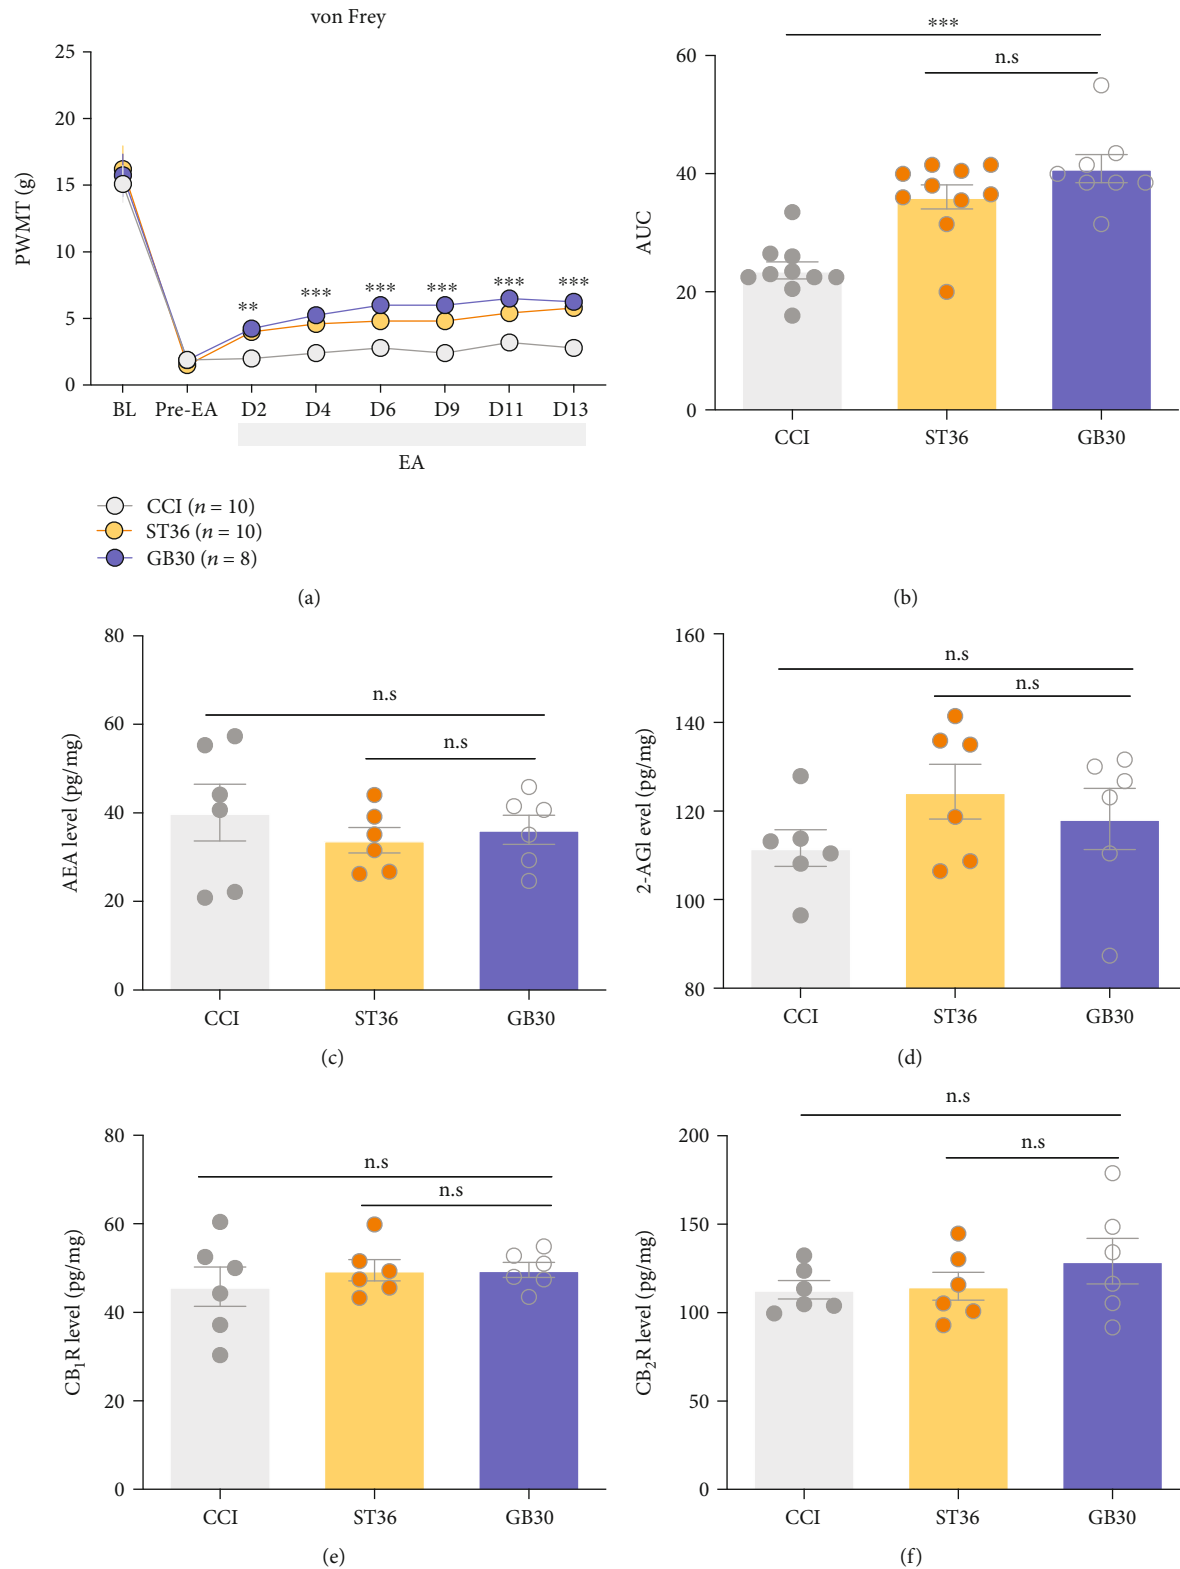 von Frey
25
20
15
10
5
0
PWMT (g)
** *** *** *** *** ***
BL Pre-EA D2 D4 D6 D9 D11 D13
EA
CCI (n = 10)
ST36 (n = 10)
GB30 (n = 8)
(a)
***
n.s
60
40
20
0
AUC
CCI ST36 GB30
(b)
80
60
40
20
0
AEA level (pg/mg)
n.s
n.s
CCI ST36 GB30
(c)
160
140
120
100
80
2-AGl evel (pg/mg)
n.s
n.s
CCI ST36 GB30
(d)
80
60
40
20
0
CB1R level (pg/mg)
n.s
n.s
CCI ST36 GB30
(e)
n.s
n.s
200
150
100
50
0
CB2R level (pg/mg)
CCI ST36 GB30
(f)